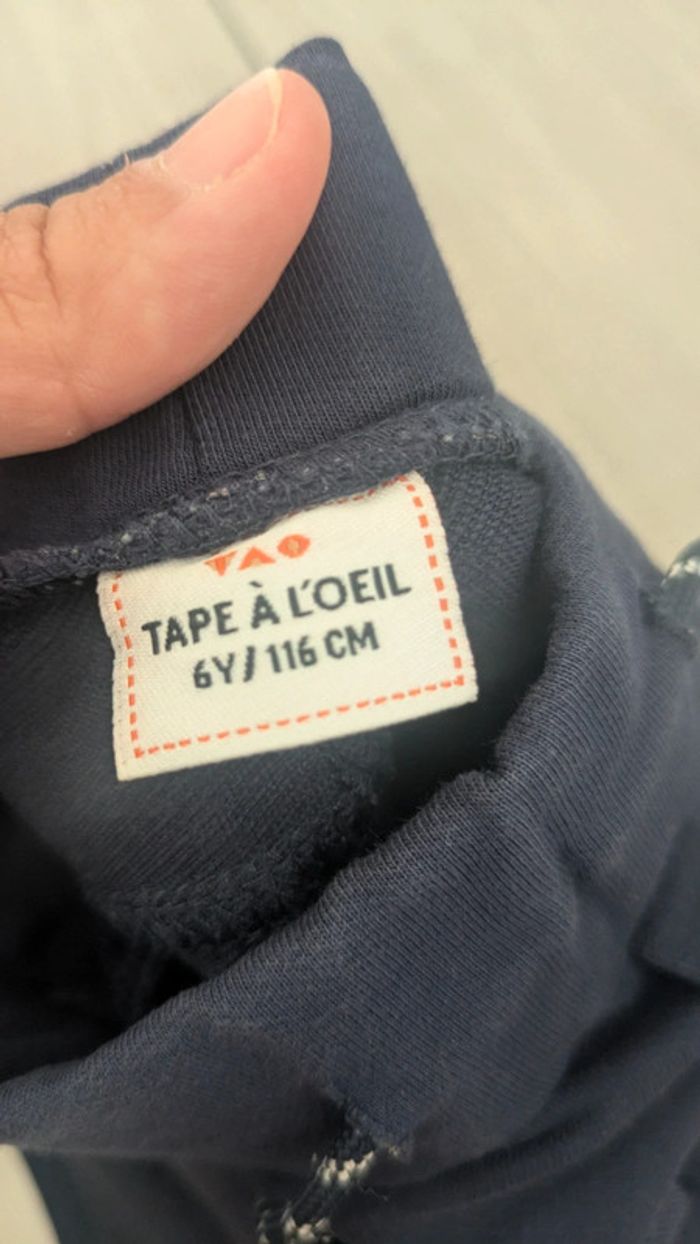 TAO
TAPE À L'OEIL
6Y/ 116 CM